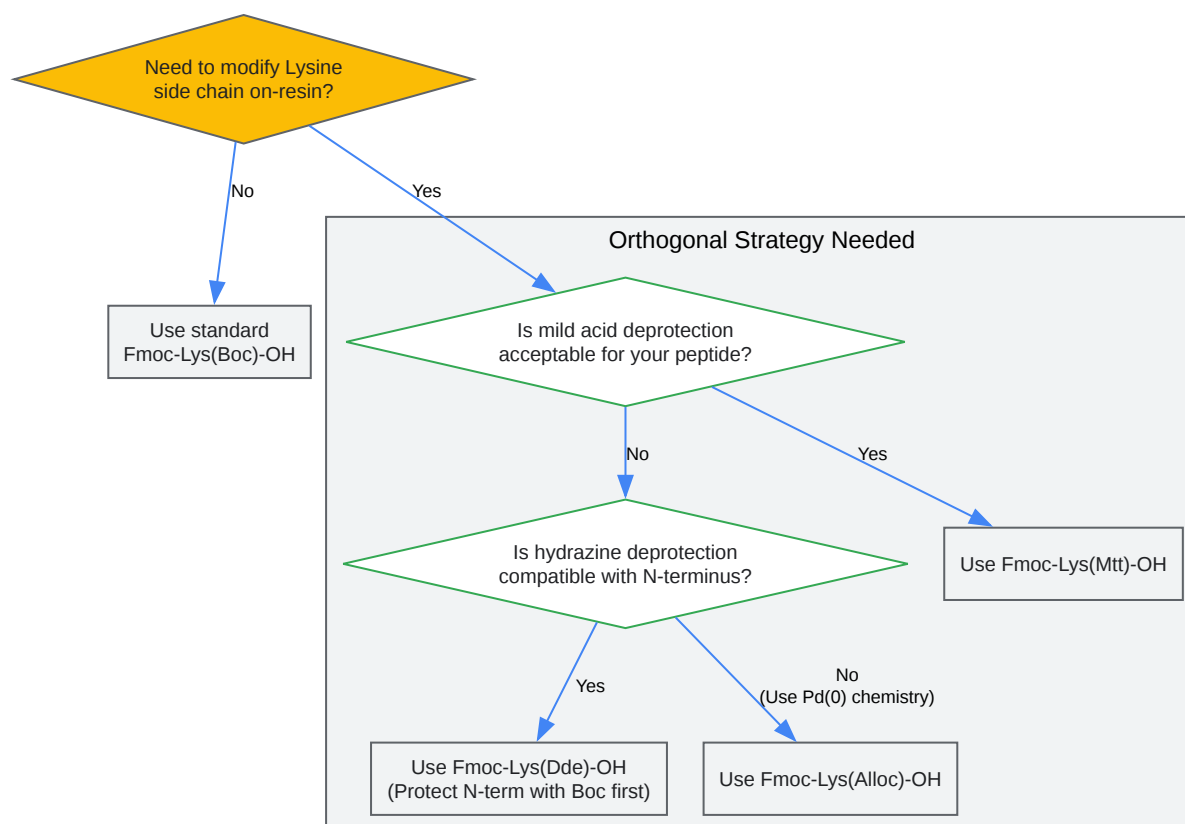 Need to modify Lysine
side chain on-resin?
No
Yes
Orthogonal Strategy Needed
Use standard
Fmoc-Lys(Boc)-OH
Is mild acid deprotection
acceptable for your peptide?
No
Yes
Is hydrazine deprotection
compatible with N-terminus?
Use Fmoc-Lys(Mtt)-OH
Yes
No
(Use Pd(0) chemistry)
Use Fmoc-Lys(Dde)-OH
(Protect N-term with Boc first)
Use Fmoc-Lys(Alloc)-OH